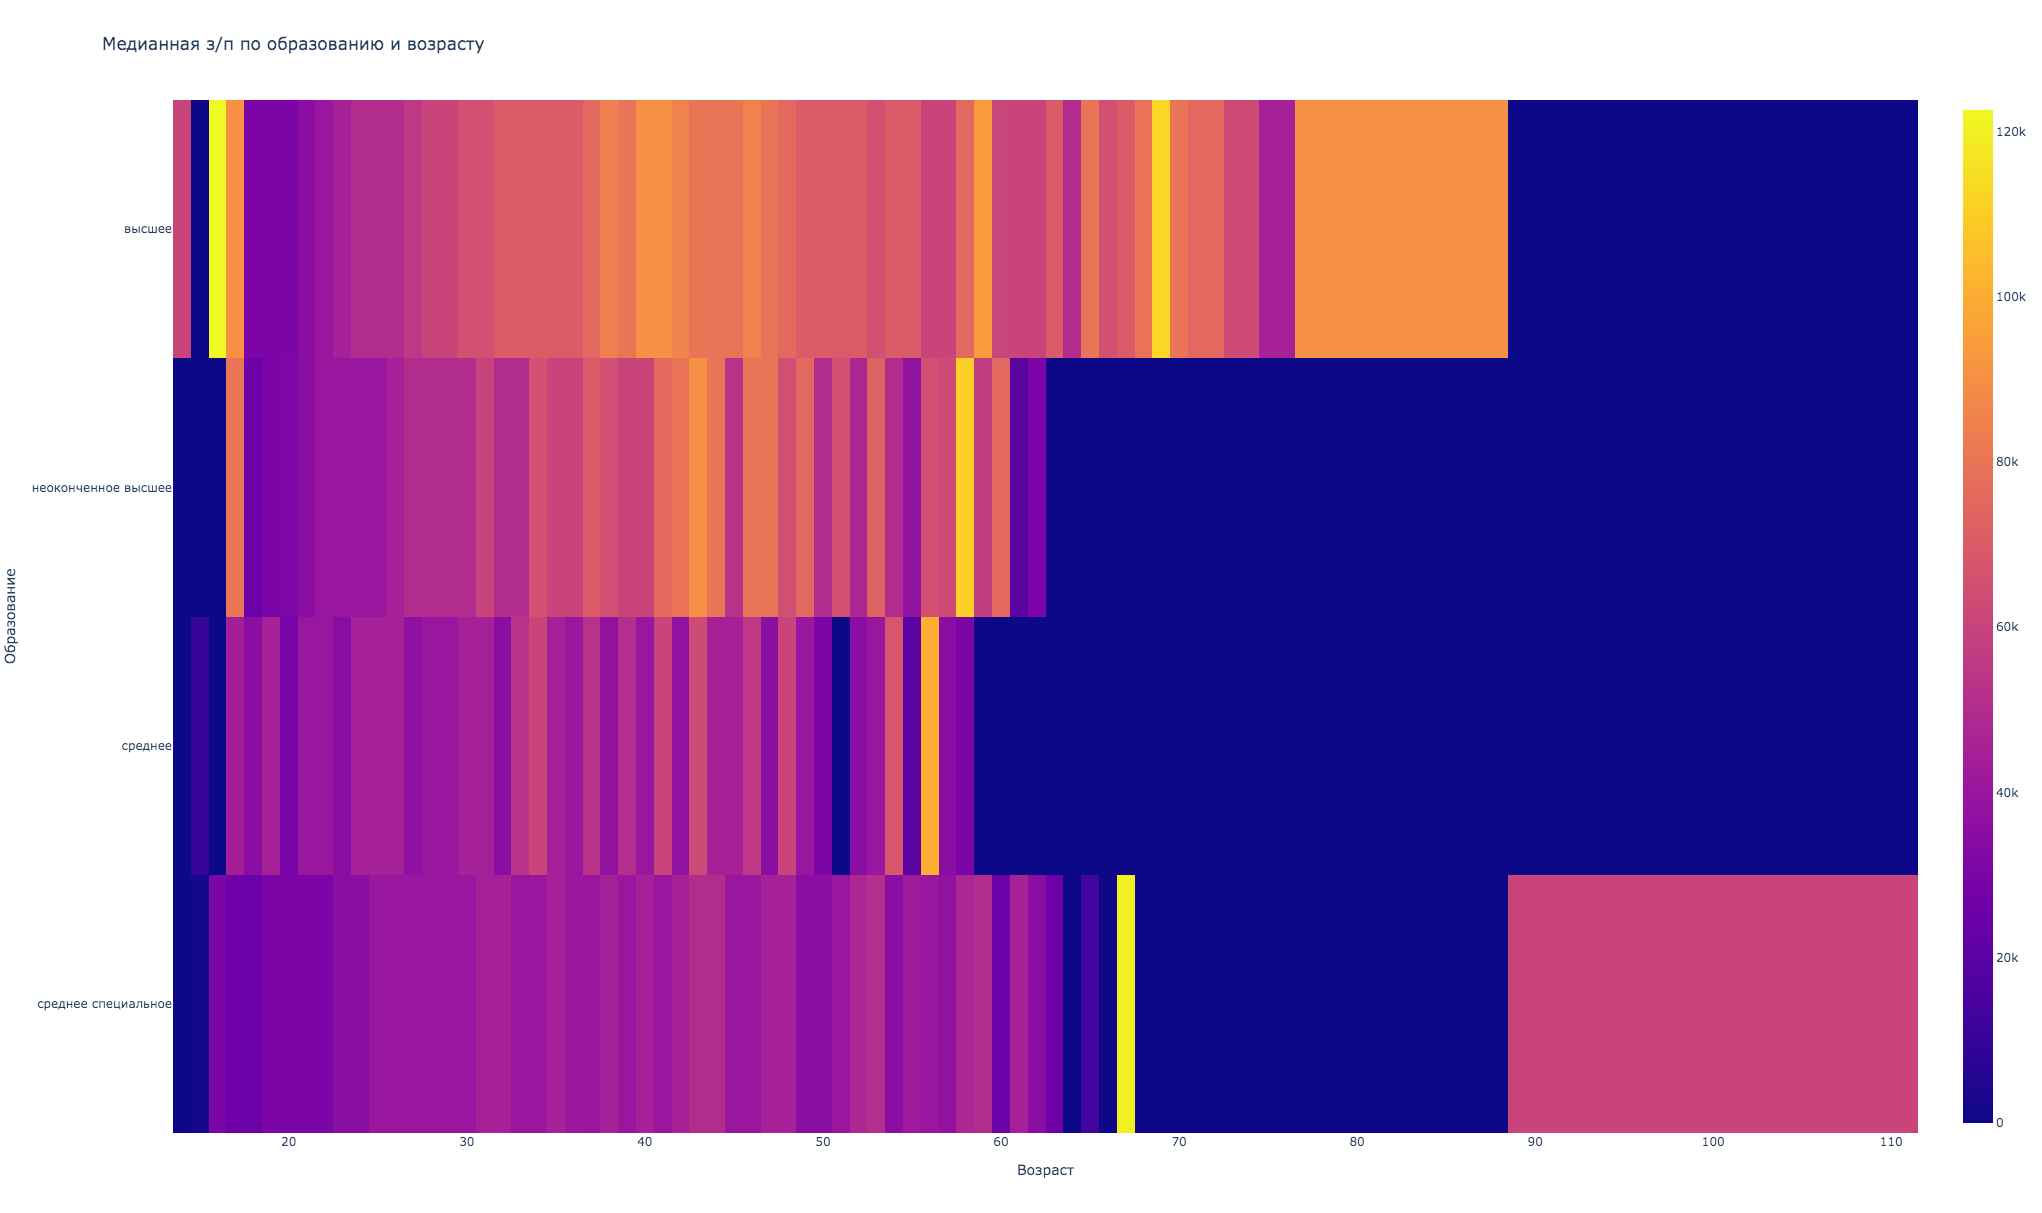 Медианная з/п по образованию и возрасту
Образование
высшее
неоконченное высшее
среднее
среднее специальное
20 30 40 50 60 70 80 90 100 110
Возраст
120k
100k
80k
60k
40k
20k
0